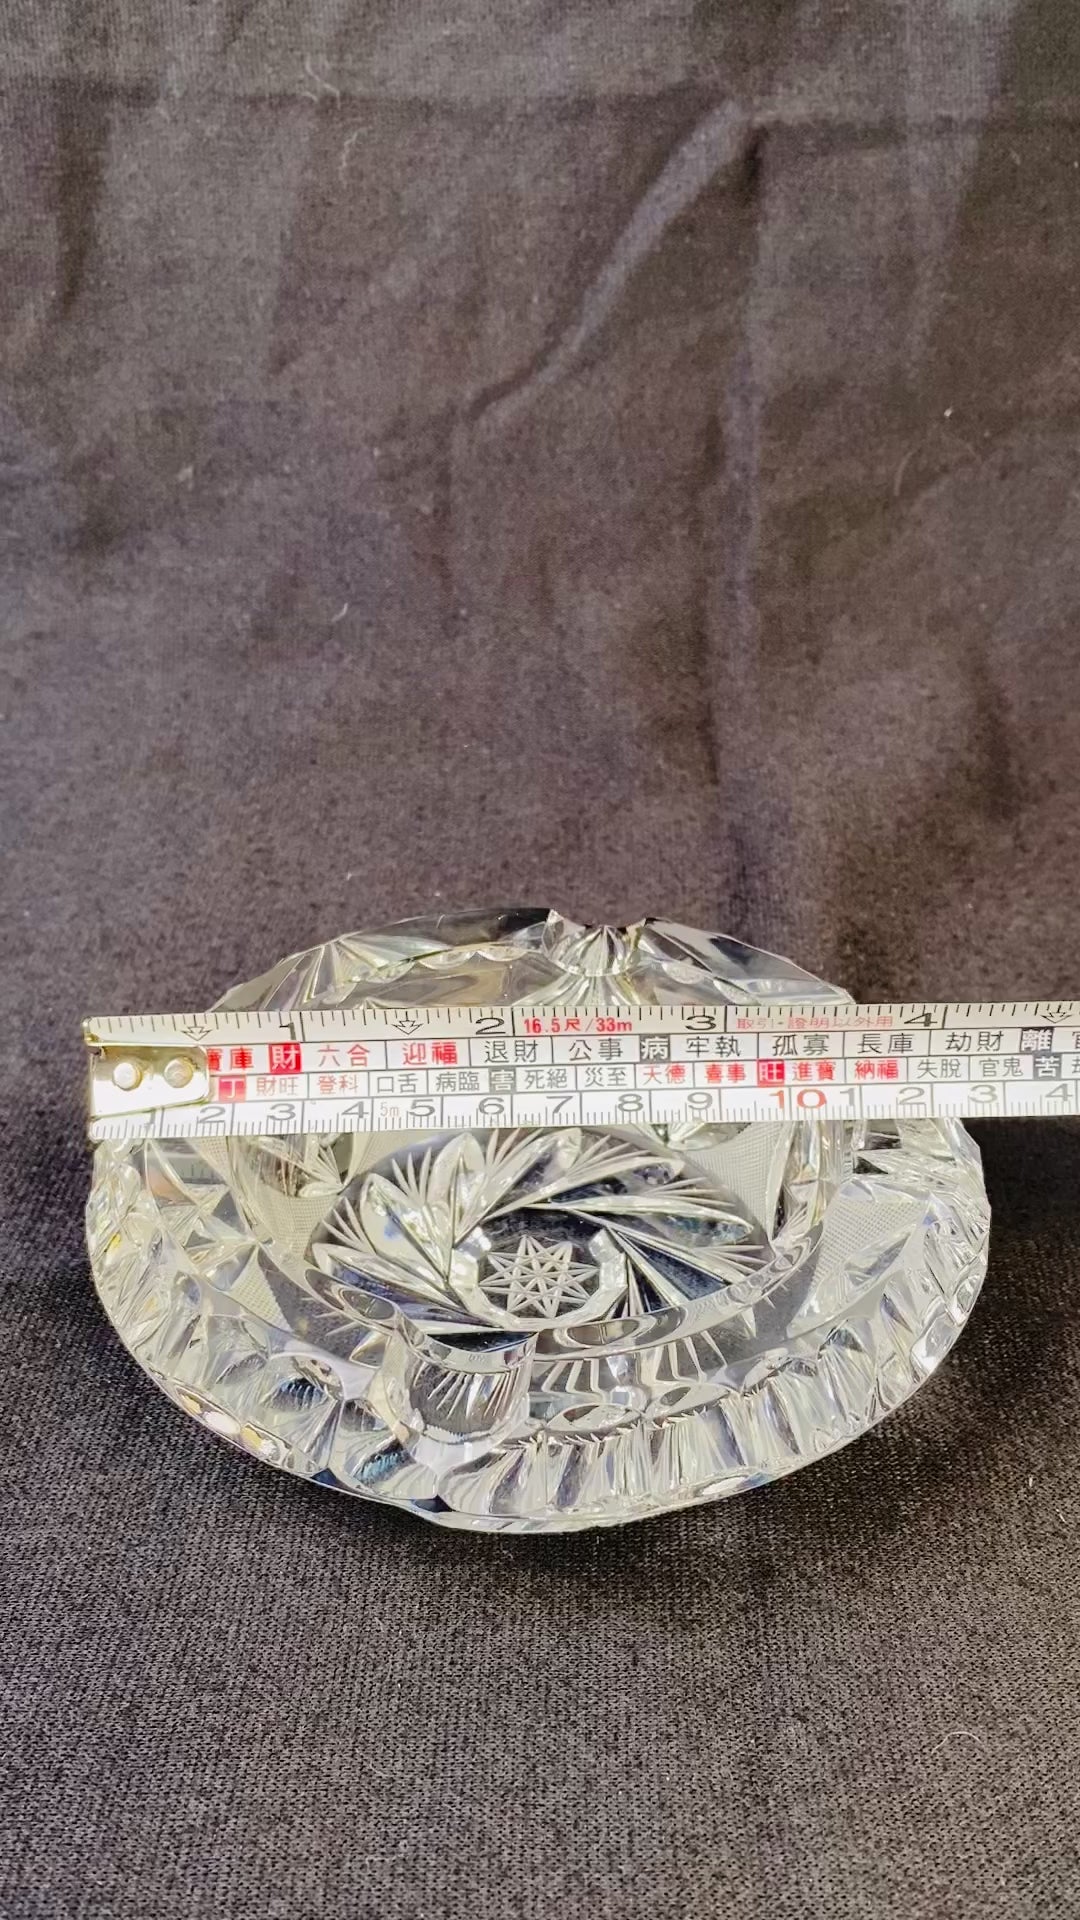 1 2 16.5尺/33m 3 取引・證明以外用 4
寶庫 財 六合 迎福 退財 公事 病 牢執 孤寡 長庫 劫財 離
丁 財旺 登科 口舌 病臨 害 死絕 災至 天德 喜事 旺 進寶 納福 失脫 官鬼 苦
1 2 3 4 5m 5 6 7 8 9 10 1 2 3 4